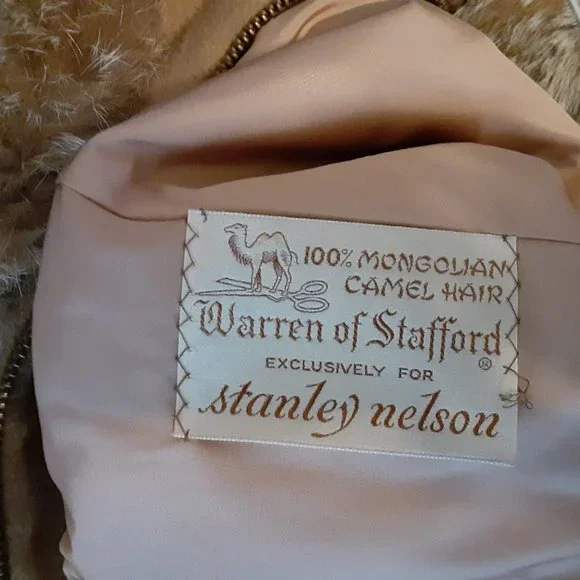 100% MONGOLIAN
CAMEL HAIR
Warren of Stafford®
EXCLUSIVELY FOR
stanley nelson